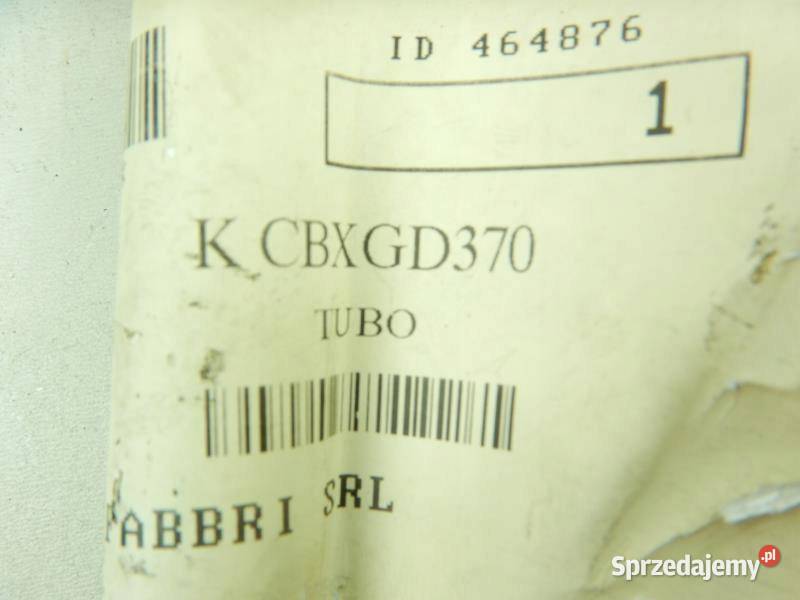 ID 464876
1
K CBXGD370
TUBO
FABBRI SRL
Sprzedajemy.pl